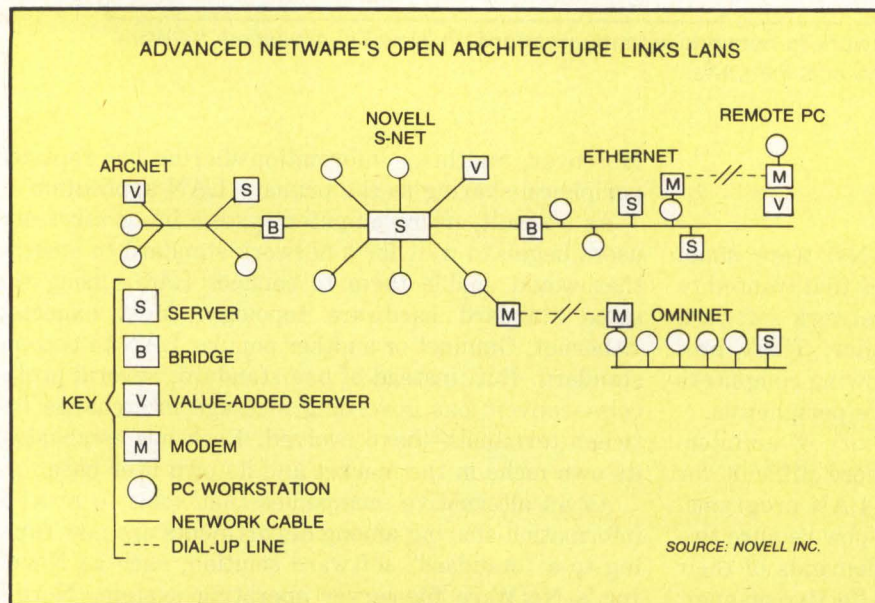 ADVANCED NETWARE'S OPEN ARCHITECTURE LINKS LANS
ARCNET
NOVELL
S-NET
ETHERNET
REMOTE PC
V
S
V
M
M
S
V
B
S
B
S
M
M
OMNINET
S
KEY
S SERVER
B BRIDGE
V VALUE-ADDED SERVER
M MODEM
PC WORKSTATION
NETWORK CABLE
DIAL-UP LINE
SOURCE: NOVELL INC.